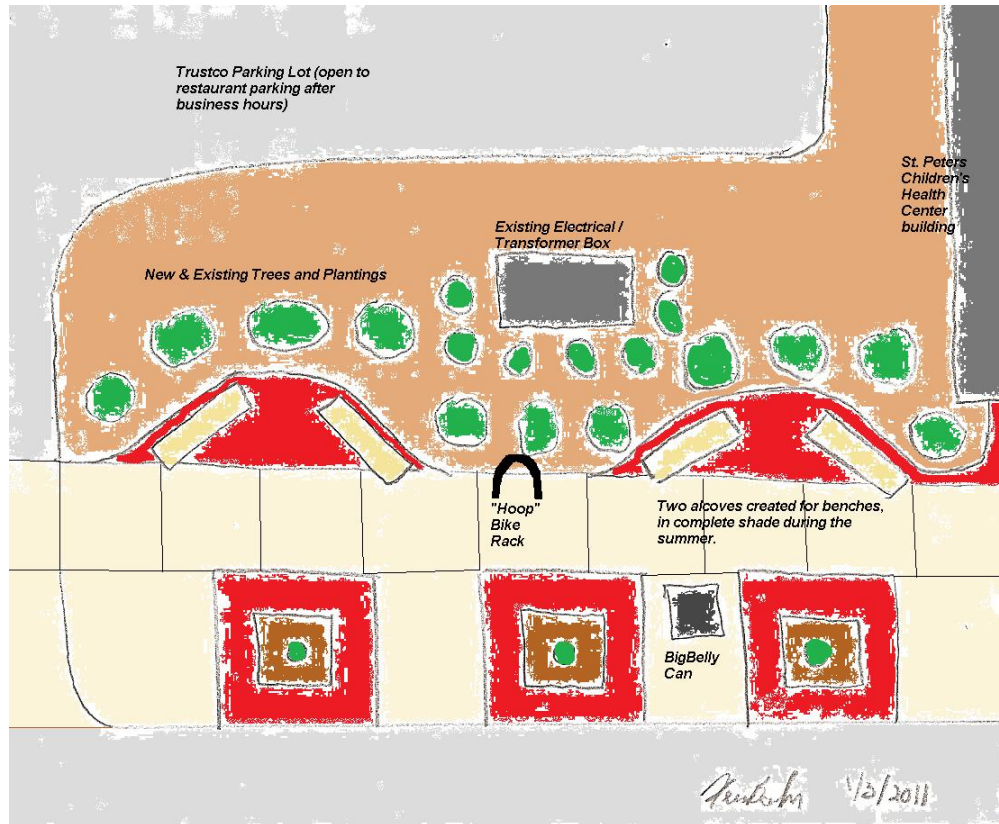 Trustco Parking Lot (open to
restaurant parking after
business hours)
St. Peters
Children's
Health
Center
building
Existing Electrical /
Transformer Box
New & Existing Trees and Plantings
"Hoop"
Bike
Rack
Two alcoves created for benches,
in complete shade during the
summer.
BigBelly
Can
1/3/2011